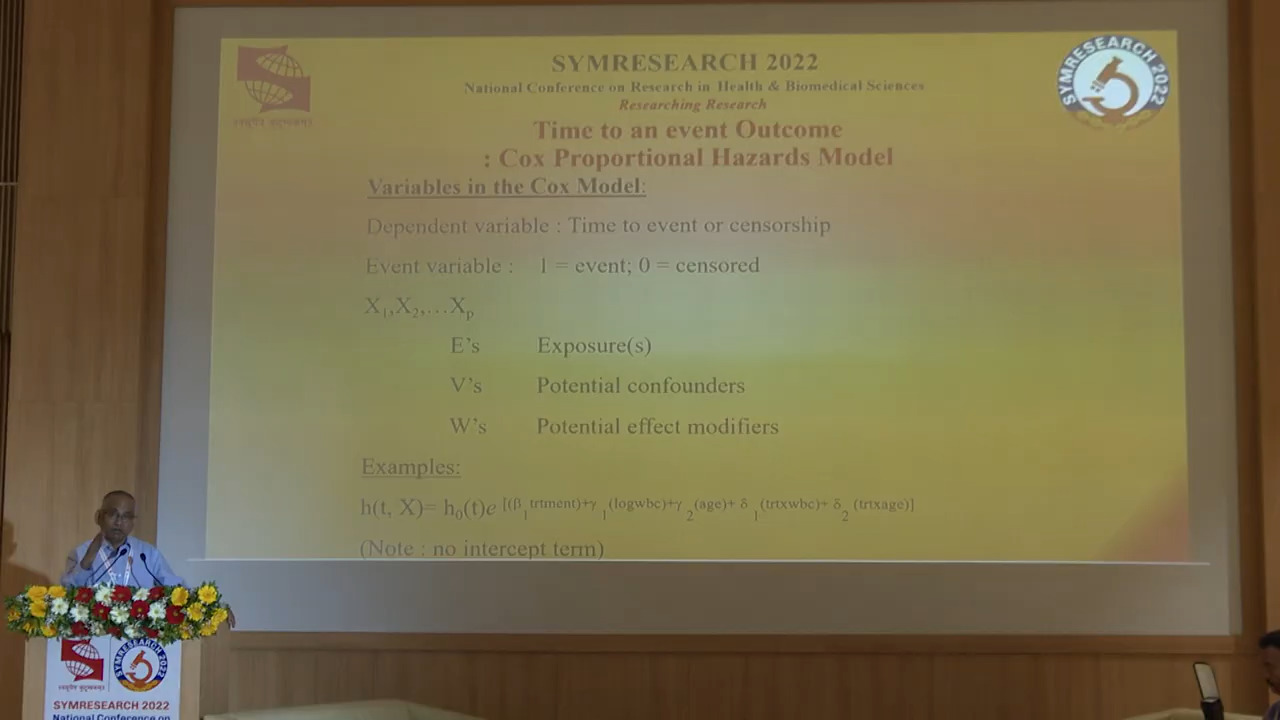 SYMRESEARCH 2022
National Conference on Research in Health & Biomedical Sciences
Researching Research
SYMRESEARCH 2022
Time to an event Outcome
: Cox Proportional Hazards Model
Variables in the Cox Model:
Dependent variable : Time to event or censorship
Event variable : 1 = event; 0 = censored
X₁,X₂,…Xₚ
E's Exposure(s)
V's Potential confounders
W's Potential effect modifiers
Examples:
h(t, X)= h₀(t)e [(β₁trtment)+γ₁(logwbc)+γ₂(age)+ δ₁(trtxwbc)+ δ₂(trtxage)]
(Note : no intercept term)
SYMRESEARCH 2022
SYMRESEARCH 2022
National Conference on